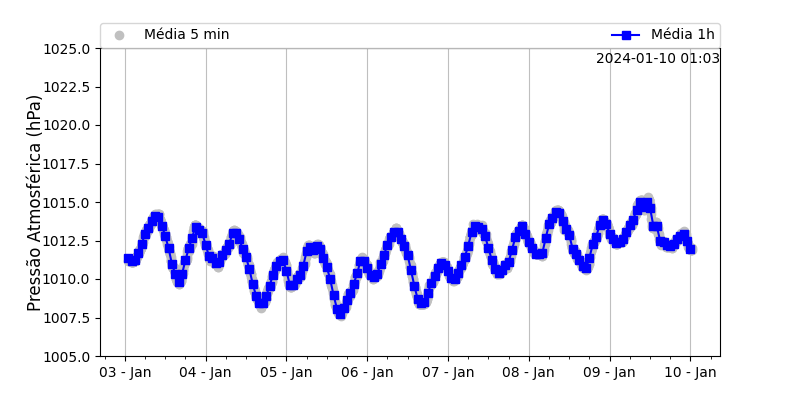 Média 5 min
Média 1h
2024-01-10 01:03
Pressão Atmosférica (hPa)
1025.0
1022.5
1020.0
1017.5
1015.0
1012.5
1010.0
1007.5
1005.0
03 - Jan
04 - Jan
05 - Jan
06 - Jan
07 - Jan
08 - Jan
09 - Jan
10 - Jan